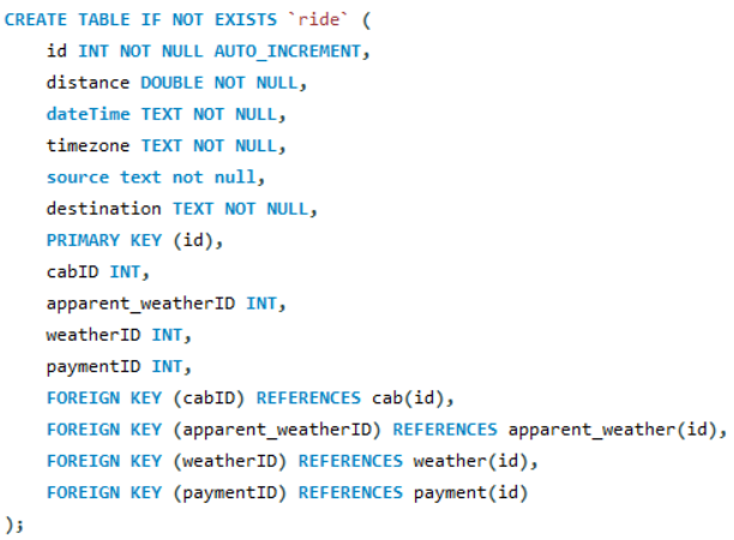 CREATE TABLE IF NOT EXISTS `ride` (
    id INT NOT NULL AUTO_INCREMENT,
    distance DOUBLE NOT NULL,
    dateTime TEXT NOT NULL,
    timezone TEXT NOT NULL,
    source text not null,
    destination TEXT NOT NULL,
    PRIMARY KEY (id),
    cabID INT,
    apparent_weatherID INT,
    weatherID INT,
    paymentID INT,
    FOREIGN KEY (cabID) REFERENCES cab(id),
    FOREIGN KEY (apparent_weatherID) REFERENCES apparent_weather(id),
    FOREIGN KEY (weatherID) REFERENCES weather(id),
    FOREIGN KEY (paymentID) REFERENCES payment(id)
);